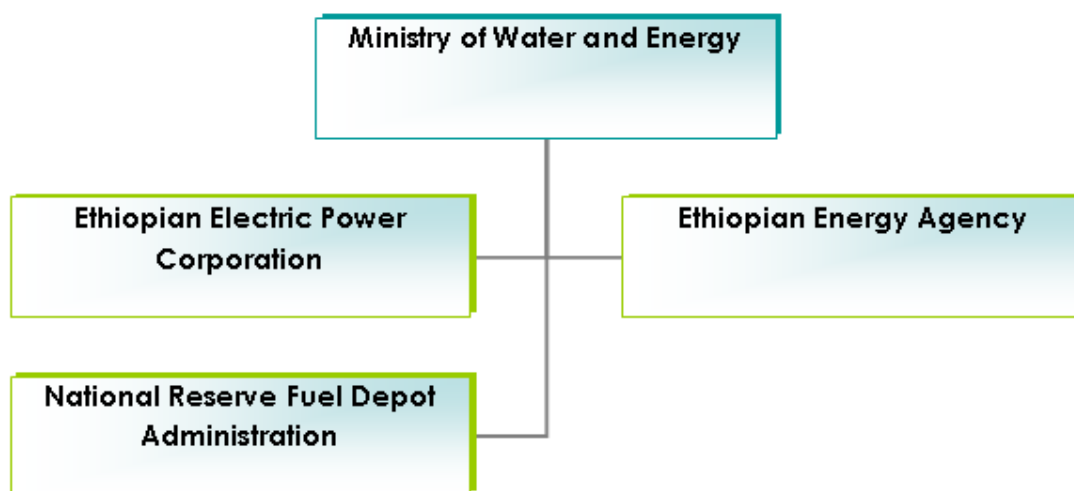 Ministry of Water and Energy
Ethiopian Electric Power
Corporation
Ethiopian Energy Agency
National Reserve Fuel Depot
Administration